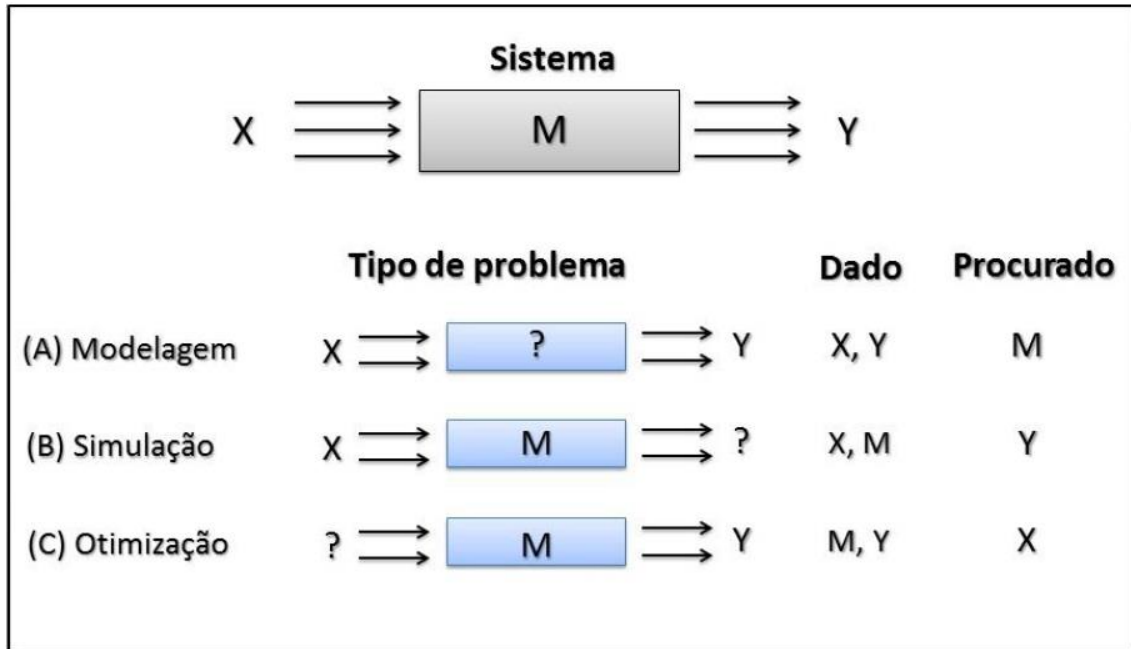 Sistema
X M Y
Tipo de problema Dado Procurado
(A) Modelagem X ? Y X, Y M
(B) Simulação X M ? X, M Y
(C) Otimização ? M Y M, Y X